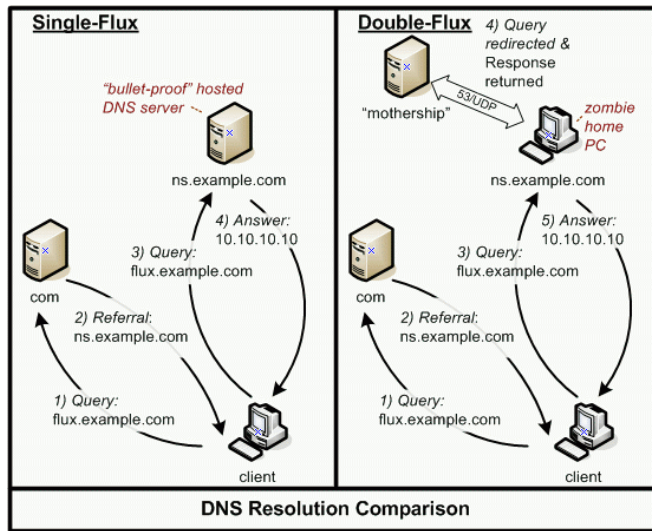 Single-Flux
"bullet-proof" hosted
DNS server
ns.example.com
4) Answer:
10.10.10.10
3) Query:
flux.example.com
com
2) Referral:
ns.example.com
1) Query:
flux.example.com
client
Double-Flux
4) Query
redirected &
Response
returned
"mothership"
53/UDP
zombie
home
PC
ns.example.com
5) Answer:
10.10.10.10
3) Query:
flux.example.com
com
2) Referral:
ns.example.com
1) Query:
flux.example.com
client
DNS Resolution Comparison